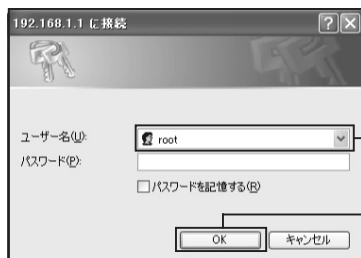 192.168.1.1 に接続
ユーザー名(U):
root
パスワード(P):
パスワードを記憶する(R)
OK キャンセル